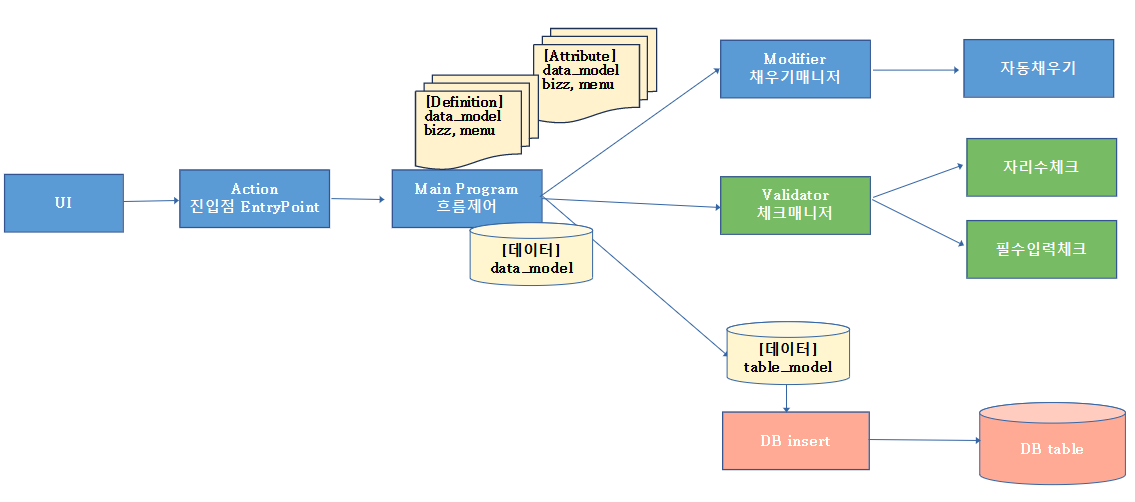 [Attribute]
data_model
bizz, menu
[Definition]
data_model
bizz, menu
UI
Action
진입점 EntryPoint
Main Program
흐름제어
[데이터]
data_model
Modifier
채우기매니저
자동채우기
Validator
체크매니저
자리수체크
필수입력체크
[데이터]
table_model
DB insert
DB table